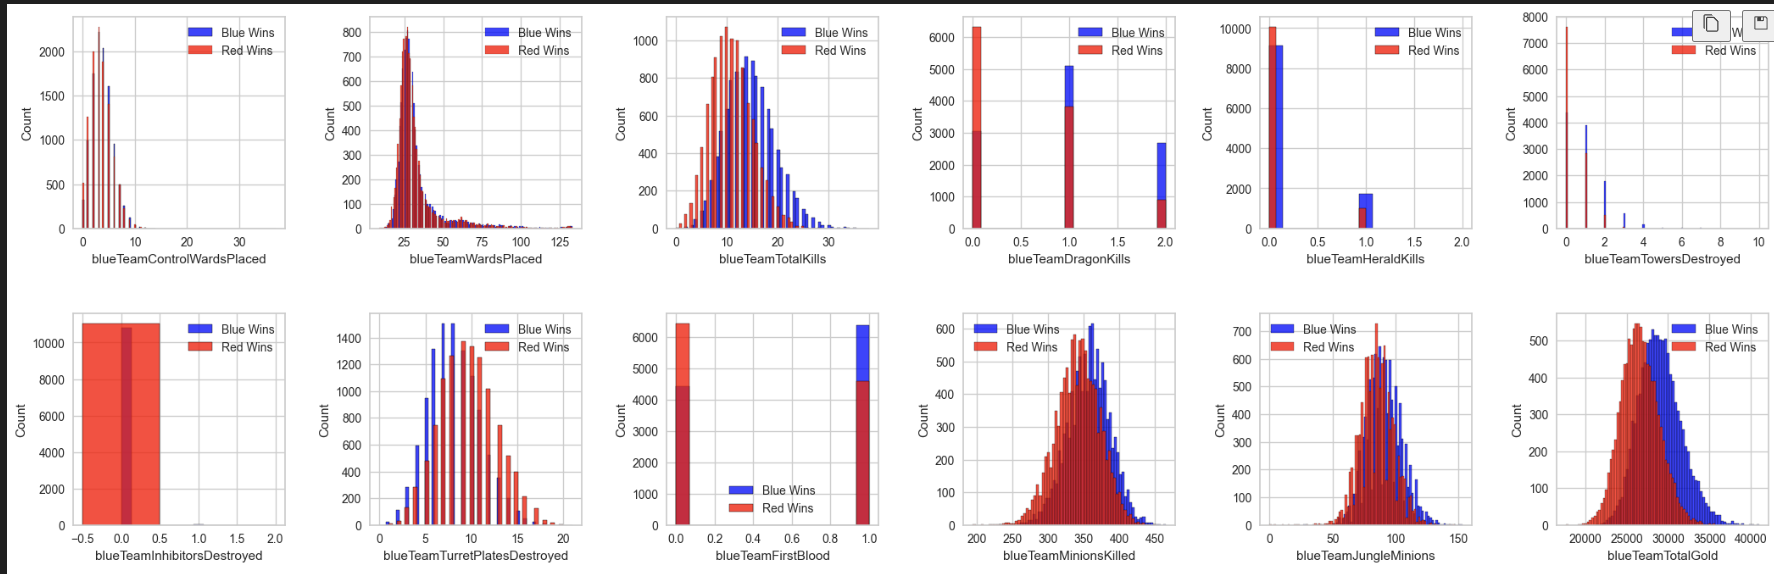 Blue Wins
Red Wins
2000
1500
1000
500
0
Count
0 10 20 30
blueTeamControlWardsPlaced
Blue Wins
Red Wins
800
700
600
500
400
300
200
100
0
Count
25 50 75 100 125
blueTeamWardsPlaced
Blue Wins
Red Wins
1000
800
600
400
200
0
Count
0 10 20 30
blueTeamTotalKills
Blue Wins
Red Wins
6000
5000
4000
3000
2000
1000
0
Count
0.0 0.5 1.0 1.5 2.0
blueTeamDragonKills
Blue Wins
Red Wins
10000
8000
6000
4000
2000
0
Count
0.0 0.5 1.0 1.5 2.0
blueTeamHeraldKills
Red Wins
8000
7000
6000
5000
4000
3000
2000
1000
0
Count
0 2 4 6 8 10
blueTeamTowersDestroyed
Blue Wins
Red Wins
10000
8000
6000
4000
2000
0
Count
−0.5 0.0 0.5 1.0 1.5 2.0
blueTeamInhibitorsDestroyed
Blue Wins
Red Wins
1400
1200
1000
800
600
400
200
0
Count
0 5 10 15 20
blueTeamTurretPlatesDestroyed
6000
5000
4000
3000
2000
1000
0
Count
Blue Wins
Red Wins
0.0 0.2 0.4 0.6 0.8 1.0
blueTeamFirstBlood
Blue Wins
Red Wins
600
500
400
300
200
100
0
Count
200 250 300 350 400 450
blueTeamMinionsKilled
Blue Wins
Red Wins
700
600
500
400
300
200
100
0
Count
0 50 100 150
blueTeamJungleMinions
Blue Wins
Red Wins
500
400
300
200
100
0
Count
20000 25000 30000 35000 40000
blueTeamTotalGold